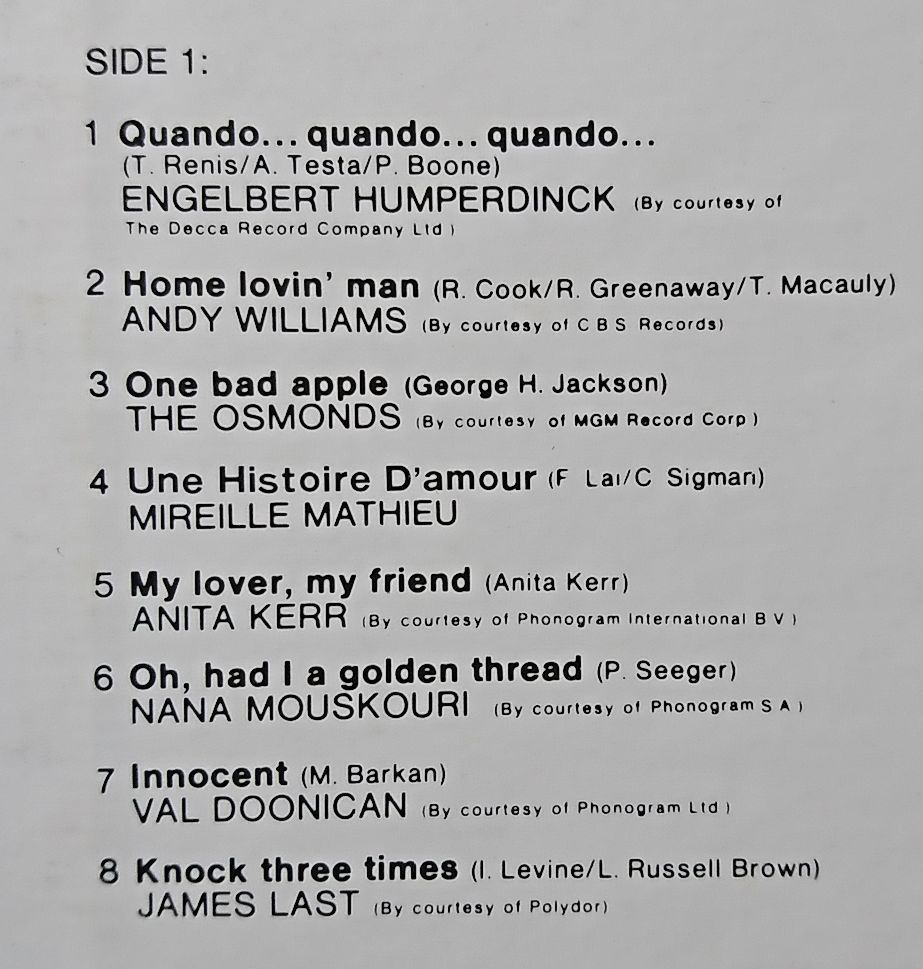 SIDE 1:
1 Quando... quando... quando...
(T. Renis/A. Testa/P. Boone)
ENGELBERT HUMPERDINCK (By courtesy of
The Decca Record Company Ltd)
2 Home lovin' man (R. Cook/R. Greenaway/T. Macauly)
ANDY WILLIAMS (By courtesy of C B S Records)
3 One bad apple (George H. Jackson)
THE OSMONDS (By courtesy of MGM Record Corp)
4 Une Histoire D'amour (F Lai/C Sigman)
MIREILLE MATHIEU
5 My lover, my friend (Anita Kerr)
ANITA KERR (By courtesy of Phonogram International B V)
6 Oh, had I a golden thread (P. Seeger)
NANA MOUSKOURI (By courtesy of Phonogram S A)
7 Innocent (M. Barkan)
VAL DOONICAN (By courtesy of Phonogram Ltd)
8 Knock three times (I. Levine/L. Russell Brown)
JAMES LAST (By courtesy of Polydor)